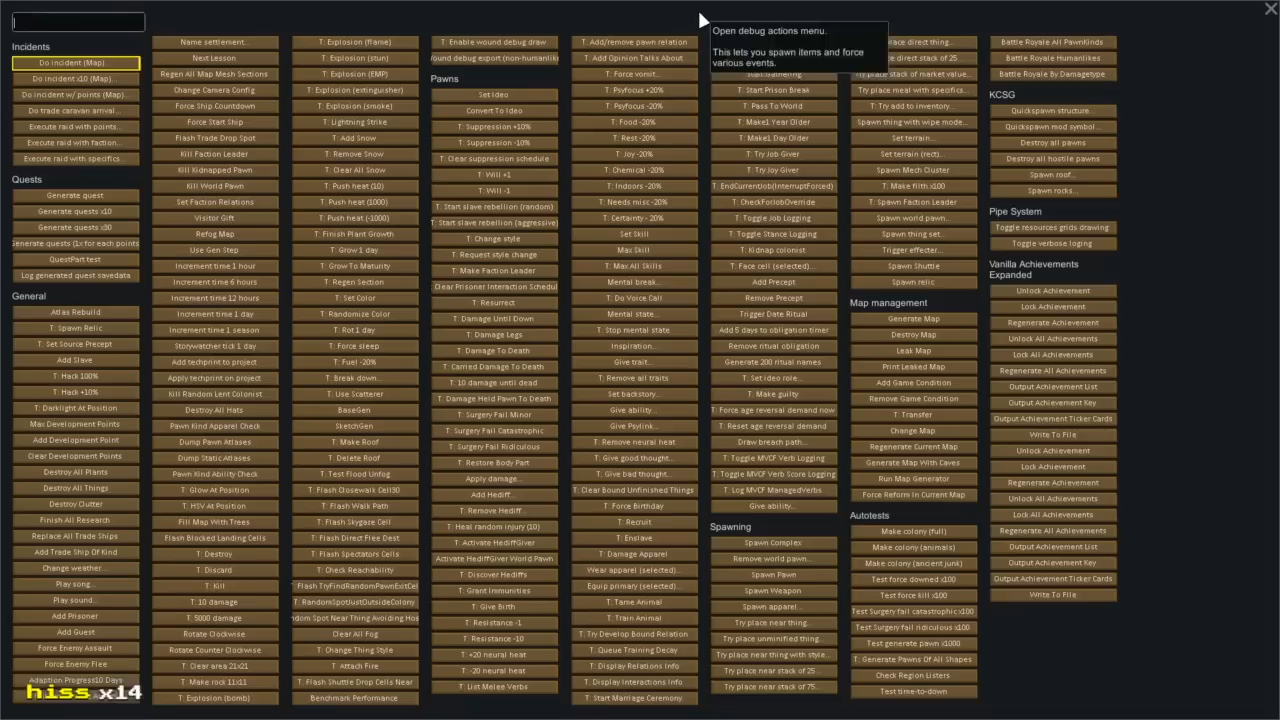 Incidents
Do incident (Map)...
Do incident x10 (Map)...
Do incident w/ points (Map)...
Do trade caravan arrival...
Execute raid with points...
Execute raid with faction...
Execute raid with specifics...
Quests
Generate quest
Generate quests x10
Generate quests x30
Generate quests (1x for each points
QuestPart test
Log generated quest savedata
General
Atlas Rebuild
T: Spawn Relic
T: Set Source Precept
Add Slave
T: Hack 100%
T: Hack +10%
T: Darklight At Position
Max Development Points
Add Development Point
Clear Development Points
Destroy All Plants
Destroy All Things
Destroy Clutter
Finish All Research
Replace All Trade Ships
Add Trade Ship Of Kind
Change weather...
Play song...
Play sound...
Add Prisoner
Add Guest
Force Enemy Assault
Force Enemy Flee
Adaption Progress10 Days
hiss x14
Name settlement...
Next Lesson
Regen All Map Mesh Sections
Change Camera Config
Force Ship Countdown
Force Start Ship
Flash Trade Drop Spot
Kill Faction Leader
Kill Kidnapped Pawn
Kill World Pawn
Set Faction Relations
Visitor Gift
Refog Map
Use Gen Step
Increment time 1 hour
Increment time 6 hours
Increment time 12 hours
Increment time 1 day
Increment time 1 season
Storywatcher tick 1 day
Add techprint to project
Apply techprint on project
Kill Random Lent Colonist
Destroy All Hats
Pawn Kind Apparel Check
Dump Pawn Atlases
Dump Static Atlases
Pawn Kind Ability Check
T: Glow At Position
T: HSV At Position
Fill Map With Trees
Flash Blocked Landing Cells
T: Destroy
T: Discard
T: Kill
T: 10 damage
T: 5000 damage
Rotate Clockwise
Rotate Counter Clockwise
T: Clear area 21x21
T: Make rock 11x11
T: Explosion (bomb)
T: Explosion (flame)
T: Explosion (stun)
T: Explosion (EMP)
T: Explosion (extinguisher)
T: Explosion (smoke)
T: Lightning Strike
T: Add Snow
T: Remove Snow
T: Clear All Snow
T: Push heat (10)
T: Push heat (1000)
T: Push heat (-1000)
T: Finish Plant Growth
T: Grow 1 day
T: Grow To Maturity
T: Regen Section
T: Set Color
T: Randomize Color
T: Rot 1 day
T: Force sleep
T: Fuel -20%
T: Break down...
T: Use Scatterer
BaseGen
SketchGen
T: Make Roof
T: Delete Roof
T: Test Flood Unfog
T: Flash Closewalk Cell30
T: Flash Walk Path
T: Flash Skygaze Cell
T: Flash Direct Flee Dest
T: Flash Spectators Cells
T: Check Reachability
T: Flash TryFindRandomPawnExitCel
T: RandomSpotJustOutsideColony
ndom Spot Near Thing Avoiding Hos
Clear All Fog
T: Change Thing Style
T: Attach Fire
T: Flash Shuttle Drop Cells Near
Benchmark Performance
T: Enable wound debug draw
Vound debug export (non-humanlik
Pawns
Set Ideo
Convert To Ideo
T: Suppression +10%
T: Suppression -10%
T: Clear suppression schedule
T: Will +1
T: Will -1
T: Start slave rebellion (random)
T: Start slave rebellion (aggressive)
T: Change style
T: Request style change
T: Make Faction Leader
Clear Prisoner Interaction Schedul
T: Resurrect
T: Damage Until Down
T: Damage Legs
T: Damage To Death
T: Carried Damage To Death
T: 10 damage until dead
T: Damage Held Pawn To Death
T: Surgery Fail Minor
T: Surgery Fail Catastrophic
T: Surgery Fail Ridiculous
T: Restore Body Part
Apply damage...
Add Hediff...
T: Remove Hediff...
T: Heal random injury (10)
T: Activate HediffGiver
Activate HediffGiver World Pawn
T: Discover Hediffs
T: Grant Immunities
T: Give Birth
T: Resistance -1
T: Resistance -10
T: +20 neural heat
T: -20 neural heat
T: List Melee Verbs
T: Add/remove pawn relation
T: Add Opinion Talks About
T: Force vomit...
T: Psyfocus +20%
T: Psyfocus -20%
T: Food -20%
T: Rest -20%
T: Joy -20%
T: Chemical -20%
T: Indoors -20%
T: Needs misc -20%
T: Certainty - 20%
Set Skill
Max Skill
T: Max All Skills
Mental break...
T: Do Voice Call
Mental state...
T: Stop mental state
Inspiration...
Give trait...
T: Remove all traits
Set backstory...
Give ability...
Give Psylink...
T: Remove neural heat
T: Give good thought...
T: Give bad thought...
T: Clear Bound Unfinished Things
T: Force Birthday
T: Recruit
T: Enslave
T: Damage Apparel
Wear apparel (selected)...
Equip primary (selected)...
T: Tame Animal
T: Train Animal
T: Try Develop Bound Relation
T: Queue Training Decay
T: Display Relations Info
T: Display Interactions Info
T: Start Marriage Ceremony
Open debug actions menu.
This lets you spawn items and force
various events.
T: Start Prison Break
T: Pass To World
T: Make1 Year Older
T: Make1 Day Older
T: Try Job Giver
T: Try Joy Giver
T: EndCurrentJob(InterruptForced)
T: CheckForJobOverride
T: Toggle Job Logging
T: Toggle Stance Logging
T: Kidnap colonist
T: Face cell (selected)...
Add Precept
Remove Precept
Trigger Date Ritual
Add 5 days to obligation timer
Remove ritual obligation
Generate 200 ritual names
T: Set ideo role...
T: Make guilty
T: Force age reversal demand now
T: Reset age reversal demand
Draw breach path...
T: Toggle MVCF Verb Logging
T: Toggle MVCF Verb Score Logging
T: Log MVCF ManagedVerbs
T: Give ability...
Spawning
Spawn Complex
Remove world pawn...
Spawn Pawn
Spawn Weapon
Spawn apparel...
Try place near thing...
Try place unminified thing...
Try place near thing with style...
Try place near stack of 25...
Try place near stack of 75...
place direct thing...
place direct stack of 25...
Try place stack of market value...
Try place meal with specifics...
T: Try add to inventory...
Spawn thing with wipe mode...
Set terrain...
Set terrain (rect)...
Spawn Mech Cluster
T: Make filth x100
T: Spawn Faction Leader
Spawn world pawn...
Spawn thing set...
Trigger effecter...
Spawn Shuttle
Spawn relic
Map management
Generate Map
Destroy Map
Leak Map
Print Leaked Map
Add Game Condition
Remove Game Condition
T: Transfer
Change Map
Regenerate Current Map
Generate Map With Caves
Run Map Generator
Force Reform In Current Map
Autotests
Make colony (full)
Make colony (animals)
Make colony (ancient junk)
Test force downed x100
Test force kill x100
Test Surgery fail catastrophic x100
Test Surgery fail ridiculous x100
Test generate pawn x1000
T: Generate Pawns Of All Shapes
Check Region Listers
Test time-to-down
Battle Royale All PawnKinds
Battle Royale Humanlikes
Battle Royale By Damagetype
KCSG
Quickspawn structure...
Quickspawn mod symbol...
Destroy all pawns
Destroy all hostile pawns
Spawn roof...
Spawn rocks...
Pipe System
Toggle resources grids drawing
Toggle verbose loging
Vanilla Achievements
Expanded
Unlock Achievement
Lock Achievement
Regenerate Achievement
Unlock All Achievements
Lock All Achievements
Regenerate All Achievements
Output Achievement List
Output Achievement Key
Output Achievement Ticker Cards
Write To File
Unlock Achievement
Lock Achievement
Regenerate Achievement
Unlock All Achievements
Lock All Achievements
Regenerate All Achievements
Output Achievement List
Output Achievement Key
Output Achievement Ticker Cards
Write To File